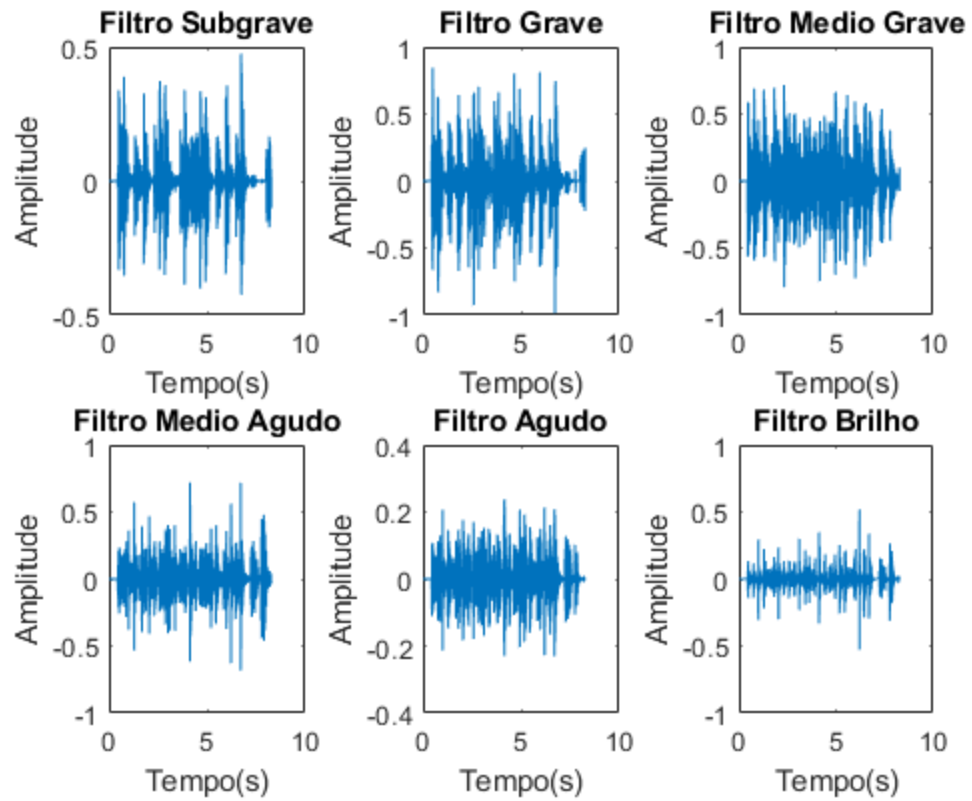 Filtro Subgrave
0.5
0
-0.5
Amplitude
0 5 10
Tempo(s)
Filtro Grave
1
0.5
0
-0.5
-1
Amplitude
0 5 10
Tempo(s)
Filtro Medio Grave
1
0.5
0
-0.5
-1
Amplitude
0 5 10
Tempo(s)
Filtro Medio Agudo
1
0.5
0
-0.5
-1
Amplitude
0 5 10
Tempo(s)
Filtro Agudo
0.4
0.2
0
-0.2
-0.4
Amplitude
0 5 10
Tempo(s)
Filtro Brilho
1
0.5
0
-0.5
-1
Amplitude
0 5 10
Tempo(s)